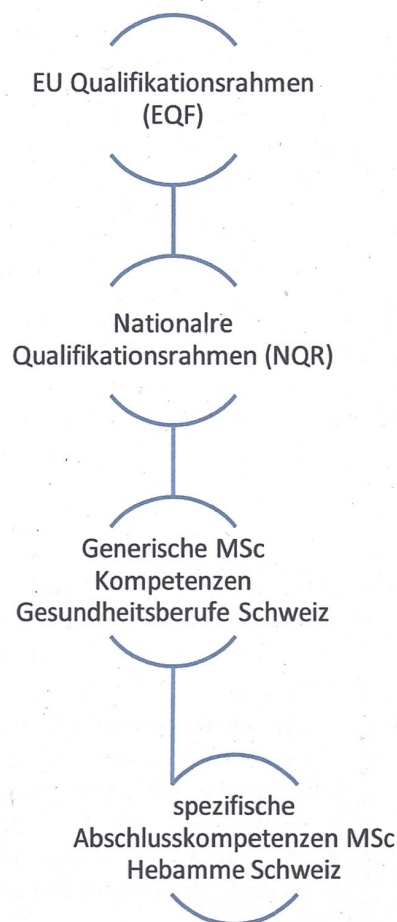 EU Qualifikationsrahmen
(EQF)
Nationalre
Qualifikationsrahmen (NQR)
Generische MSc
Kompetenzen
Gesundheitsberufe Schweiz
spezifische
Abschlusskompetenzen MSc
Hebamme Schweiz